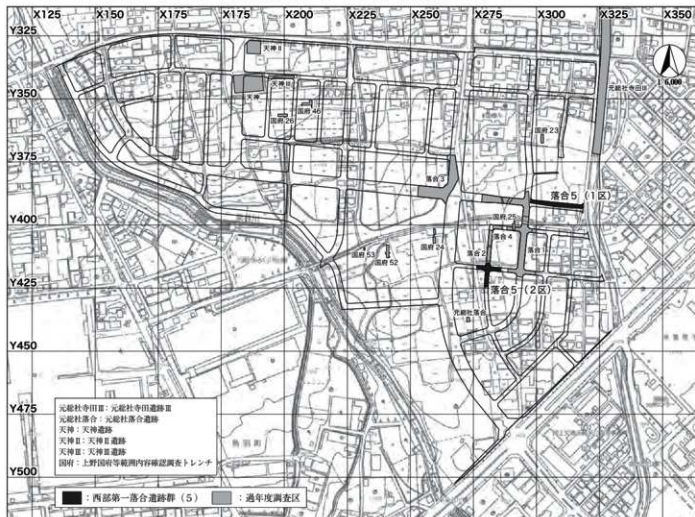 X125 X150 X175 X195 X200 X225 X250 X275 X300 X325 X350
Y325
天神Ⅱ
1:6,000
Y350
天神
天神Ⅲ
国府26
国府46
元総社寺田Ⅲ
国府23
Y375
落合3
落合5（1区）
Y400
国府25
国府24
落合2
落合4
落合1
国府53
国府52
Y425
落合5（2区）
元総社落合
Y450
Y475
Y500
元総社寺田Ⅲ：元総社寺田遺跡Ⅲ
元総社落合：元総社落合遺跡
天神：天神遺跡
天神Ⅱ：天神Ⅱ遺跡
天神Ⅲ：天神Ⅲ遺跡
国府：上野国府等範囲内容確認調査トレンチ
：西部第一落合遺跡群（5）
：過年度調査区